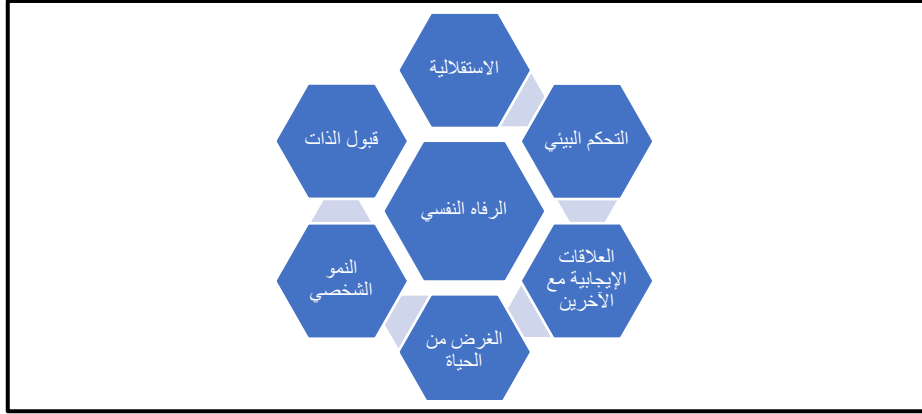 الاستقلالية
التحكم البيئي
قبول الذات
الرفاه النفسي
العلاقات
الإيجابية مع
الآخرين
النمو
الشخصي
الغرض من
الحياة